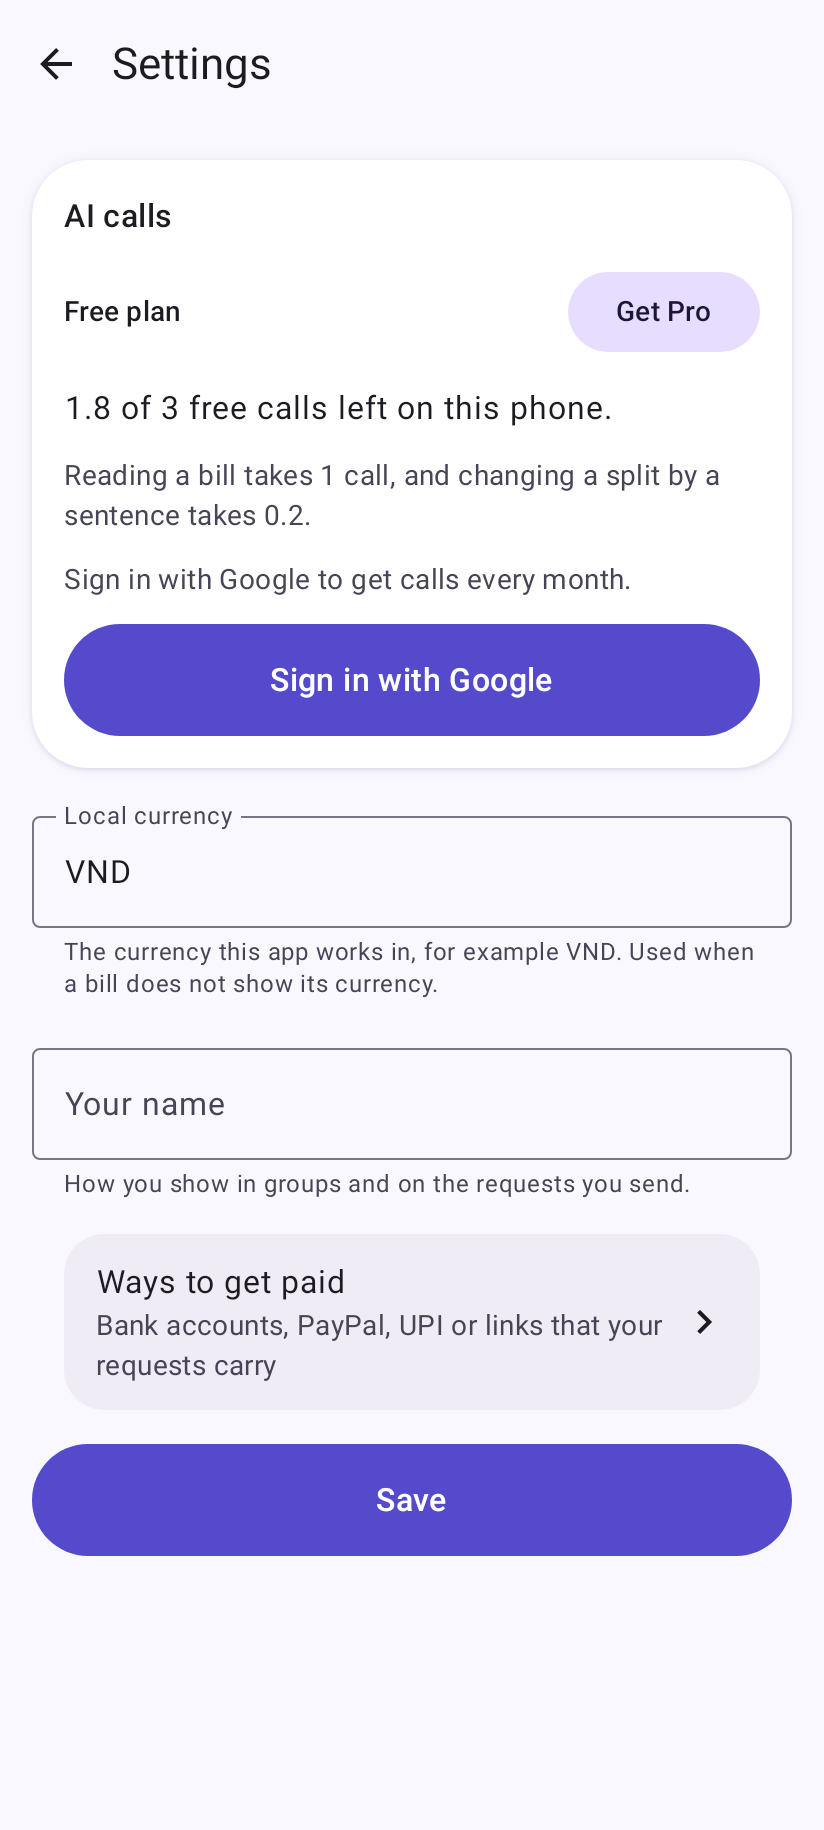 Settings
AI calls
Free plan
Get Pro
1.8 of 3 free calls left on this phone.
Reading a bill takes 1 call, and changing a split by a
sentence takes 0.2.
Sign in with Google to get calls every month.
Sign in with Google
Local currency
VND
The currency this app works in, for example VND. Used when
a bill does not show its currency.
Your name
How you show in groups and on the requests you send.
Ways to get paid
Bank accounts, PayPal, UPI or links that your
requests carry
Save